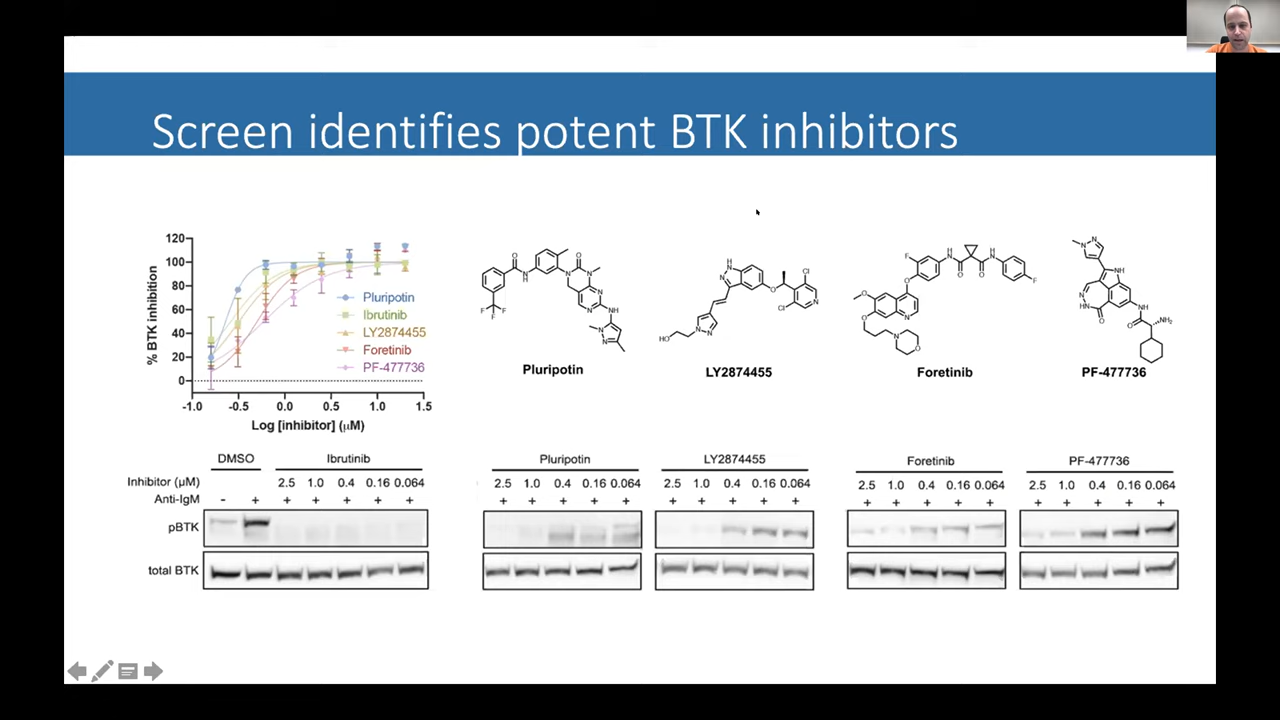 Screen identifies potent BTK inhibitors
% BTK inhibition
120
100
80
60
40
20
0
-1.0 -0.5 0.0 0.5 1.0 1.5
Log [inhibitor] (μM)
Pluripotin
Ibrutinib
LY2874455
Foretinib
PF-477736
Pluripotin
LY2874455
Foretinib
PF-477736
DMSO Ibrutinib
Inhibitor (μM) 2.5 1.0 0.4 0.16 0.064
Anti-IgM - + + + + + +
pBTK
total BTK
Pluripotin
2.5 1.0 0.4 0.16 0.064
+ + + + +
LY2874455
2.5 1.0 0.4 0.16 0.064
+ + + + +
Foretinib
2.5 1.0 0.4 0.16 0.064
+ + + + +
PF-477736
2.5 1.0 0.4 0.16 0.064
+ + + + +